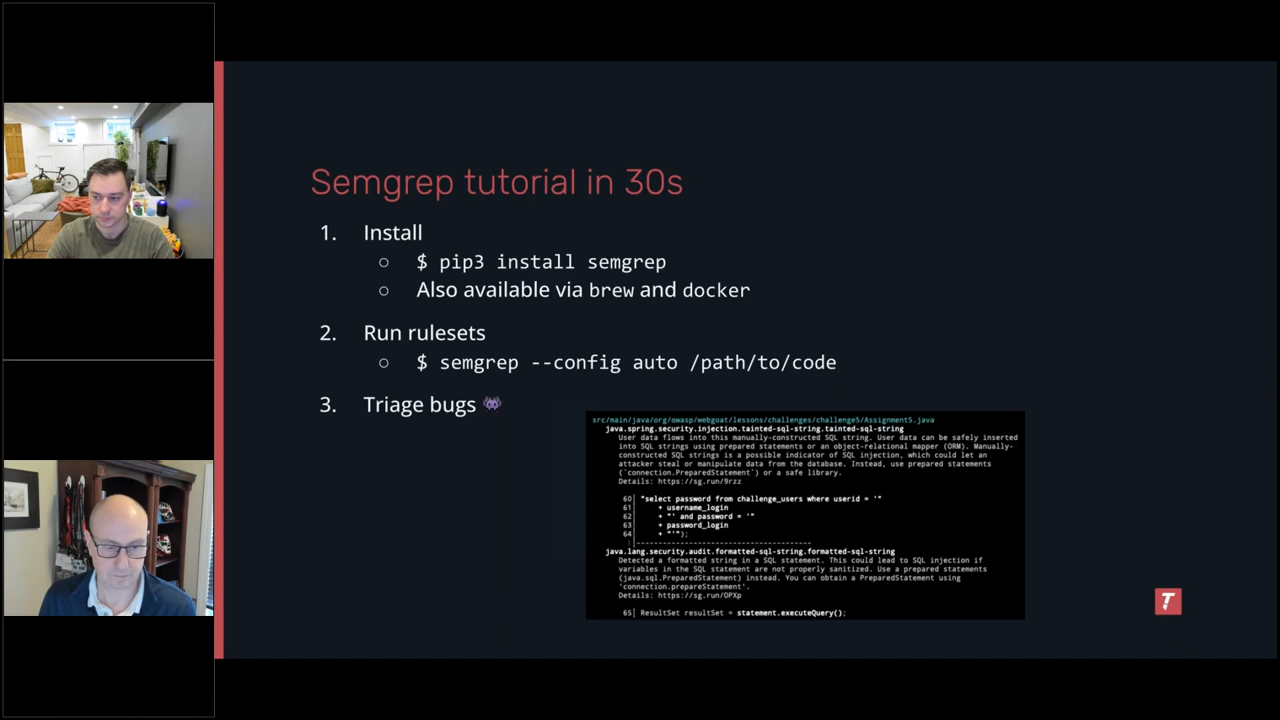 Semgrep tutorial in 30s
1. Install
○ $ pip3 install semgrep
○ Also available via brew and docker
2. Run rulesets
○ $ semgrep --config auto /path/to/code
3. Triage bugs 👾
src/main/java/org/owasp/webgoat/lessons/challenges/challenge5/Assignment5.java
java.spring.security.injection.tainted-sql-string.tainted-sql-string
User data flows into this manually-constructed SQL string. User data can be safely inserted
into SQL strings using prepared statements or an object-relational mapper (ORM). Manually-
constructed SQL strings is a possible indicator of SQL injection, which could let an
attacker steal or manipulate data from the database. Instead, use prepared statements
(`connection.PreparedStatement`) or a safe library.
Details: https://sg.run/9rzz
60| "select password from challenge_users where userid = '"
61| + username_login
62| + "' and password = '"
63| + password_login
64| + "'");
⋮|----------------------------------------
java.lang.security.audit.formatted-sql-string.formatted-sql-string
Detected a formatted string in a SQL statement. This could lead to SQL injection if
variables in the SQL statement are not properly sanitized. Use a prepared statements
(java.sql.PreparedStatement) instead. You can obtain a PreparedStatement using
'connection.prepareStatement'.
Details: https://sg.run/OPXp
65| ResultSet resultSet = statement.executeQuery();
T